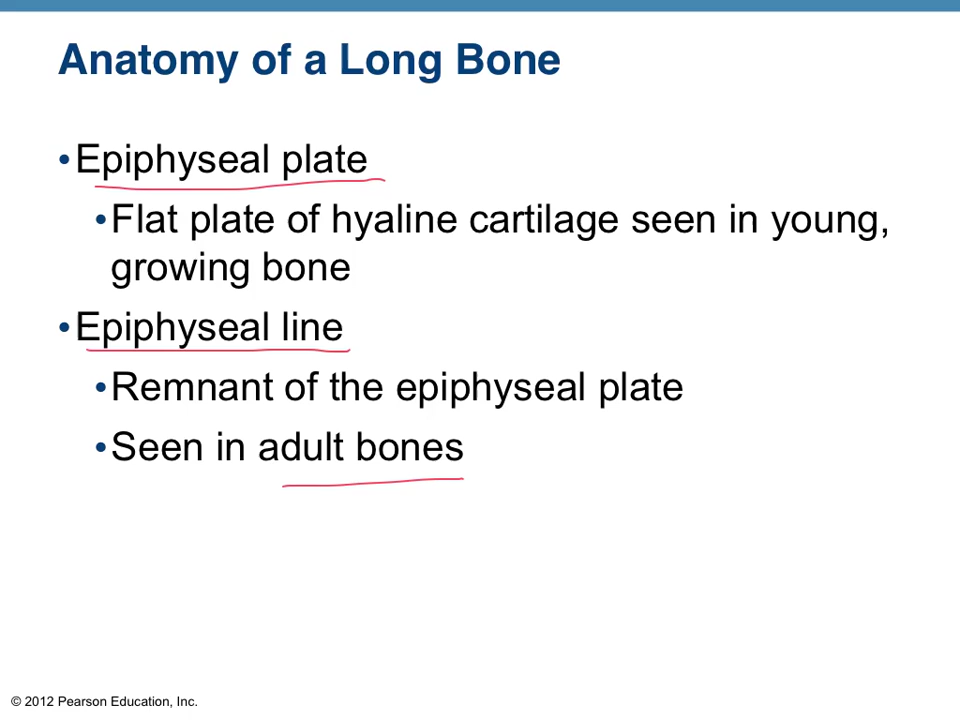 Anatomy of a Long Bone
•Epiphyseal plate
•Flat plate of hyaline cartilage seen in young,
growing bone
•Epiphyseal line
•Remnant of the epiphyseal plate
•Seen in adult bones
© 2012 Pearson Education, Inc.